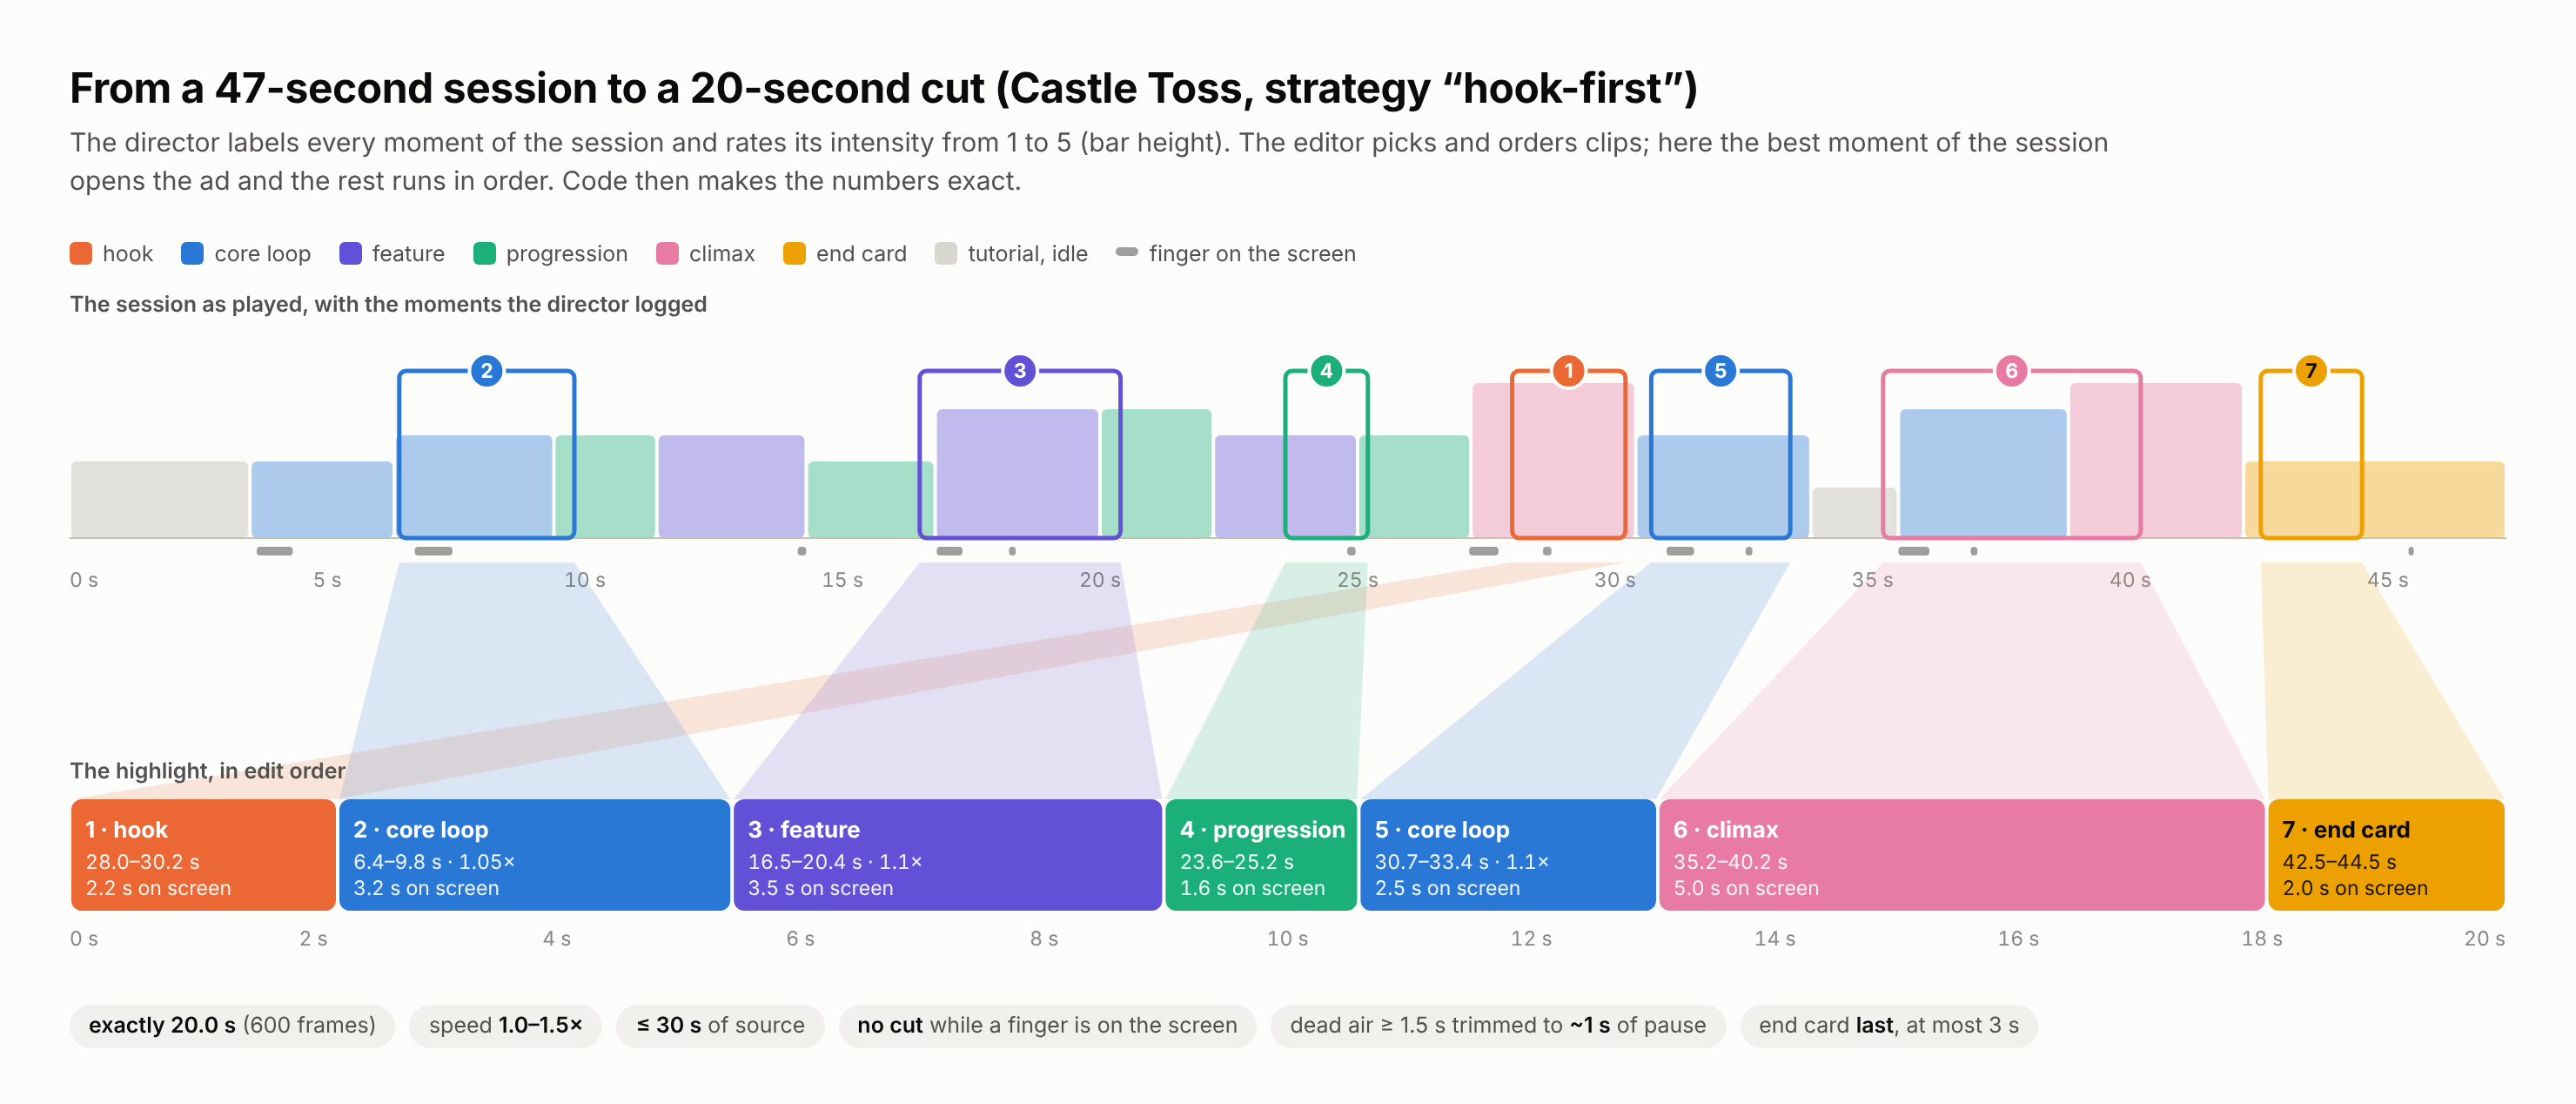 From a 47-second session to a 20-second cut (Castle Toss, strategy “hook-first”)
The director labels every moment of the session and rates its intensity from 1 to 5 (bar height). The editor picks and orders clips; here the best moment of the session
opens the ad and the rest runs in order. Code then makes the numbers exact.
hook core loop feature progression climax end card tutorial, idle finger on the screen
The session as played, with the moments the director logged
2 3 4 1 5 6 7
0 s 5 s 10 s 15 s 20 s 25 s 30 s 35 s 40 s 45 s
The highlight, in edit order
1 · hook
28.0–30.2 s
2.2 s on screen
2 · core loop
6.4–9.8 s · 1.05×
3.2 s on screen
3 · feature
16.5–20.4 s · 1.1×
3.5 s on screen
4 · progression
23.6–25.2 s
1.6 s on screen
5 · core loop
30.7–33.4 s · 1.1×
2.5 s on screen
6 · climax
35.2–40.2 s
5.0 s on screen
7 · end card
42.5–44.5 s
2.0 s on screen
0 s 2 s 4 s 6 s 8 s 10 s 12 s 14 s 16 s 18 s 20 s
exactly 20.0 s (600 frames) speed 1.0–1.5× ≤ 30 s of source no cut while a finger is on the screen dead air ≥ 1.5 s trimmed to ~1 s of pause end card last, at most 3 s